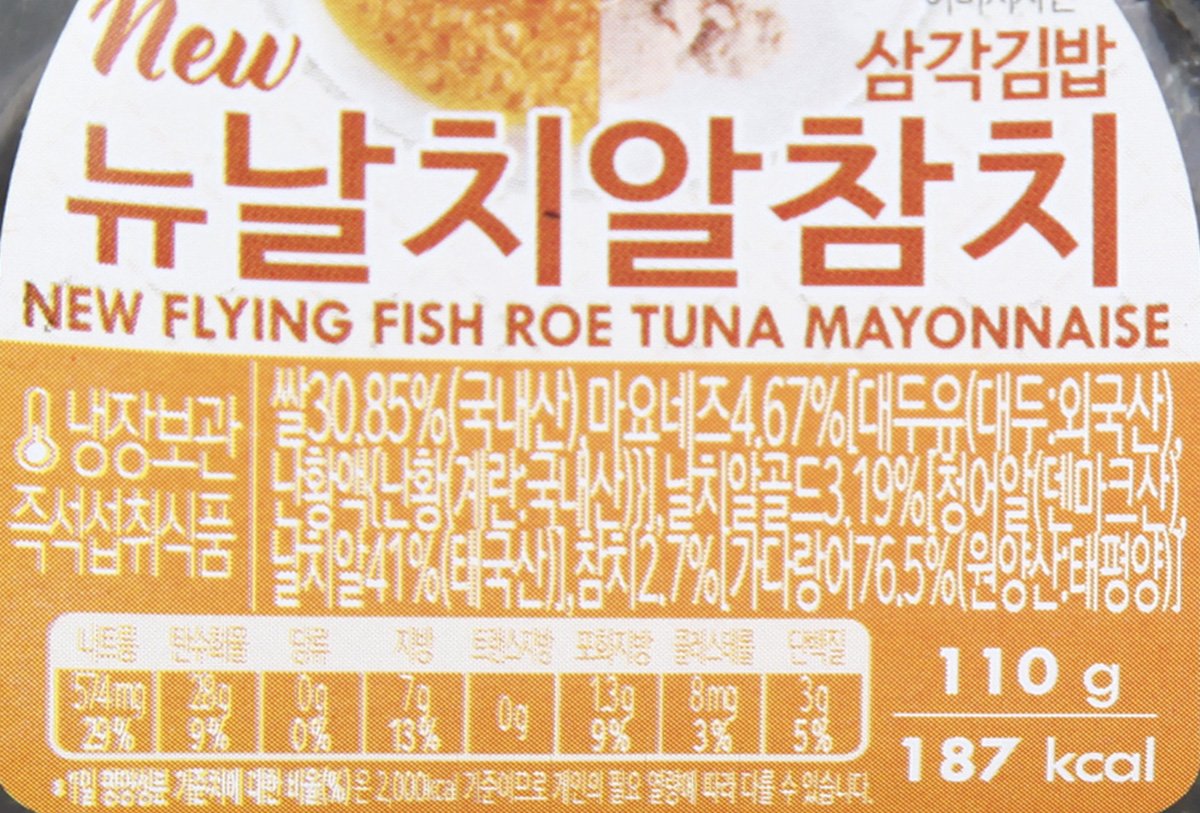 New
삼각김밥
뉴날치알참치
NEW FLYING FISH ROE TUNA MAYONNAISE
냉장보관
즉석섭취식품
쌀30.85%(국내산),마요네즈4.67%[대두유(대두:외국산),
난황액{난황(계란:국내산)}],날치알골드3.19%[청어알(덴마크산),
날치알41%(태국산)],참치2.7%[가다랑어76.5%(원양산:태평양)]
나트륨 탄수화물 당류 지방 트랜스지방 포화지방 콜레스테롤 단백질
574mg 28g 0g 7g 0g 1.3g 8mg 3g
29% 9% 0% 13% 9% 3% 5%
110 g
187 kcal
*1일 영양성분 기준치에 대한 비율(%)은 2,000kcal 기준이므로 개인의 필요 열량에 따라 다를 수 있습니다.